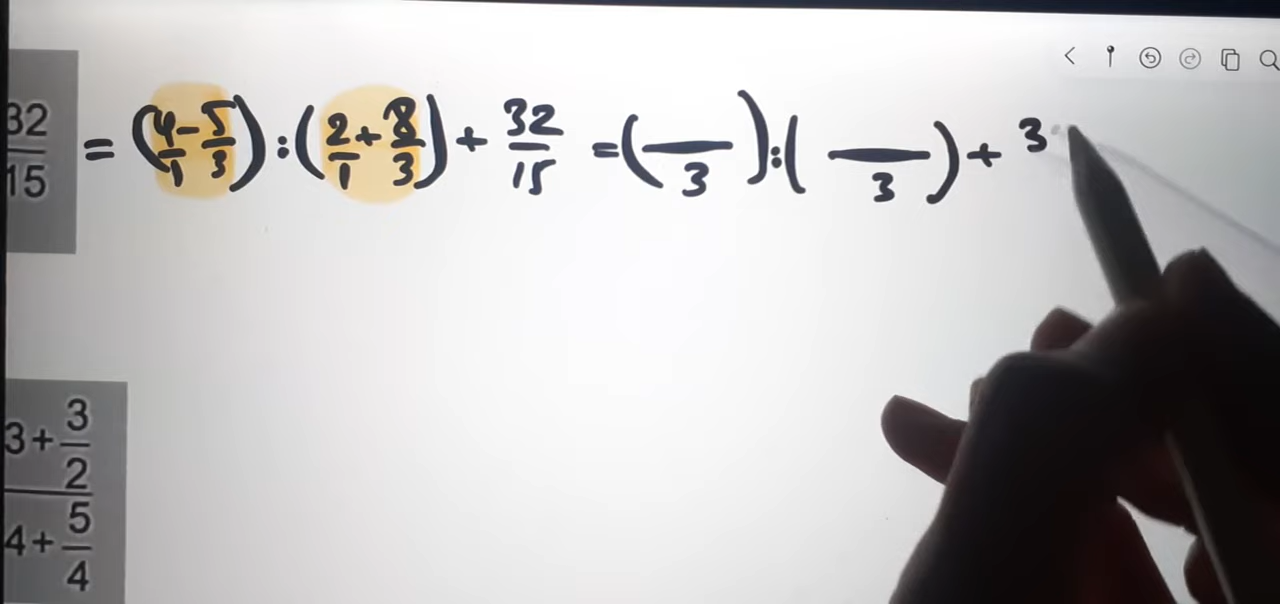 32/15 = (4/1 - 5/3) : (2/1 + 8/3) + 32/15 = (—/3) : (—/3) + 3
3 + 3/2
4 + 5/4